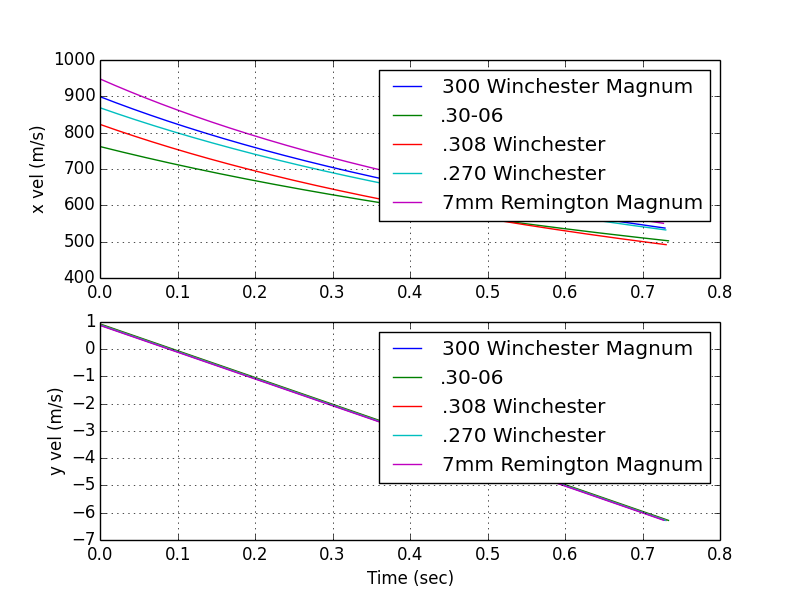 1000
900
800
700
600
500
400
x vel (m/s)
300 Winchester Magnum
.30-06
.308 Winchester
.270 Winchester
7mm Remington Magnum
0.0 0.1 0.2 0.3 0.4 0.5 0.6 0.7 0.8
1
0
−1
−2
−3
−4
−5
−6
−7
y vel (m/s)
300 Winchester Magnum
.30-06
.308 Winchester
.270 Winchester
7mm Remington Magnum
0.0 0.1 0.2 0.3 0.4 0.5 0.6 0.7 0.8
Time (sec)